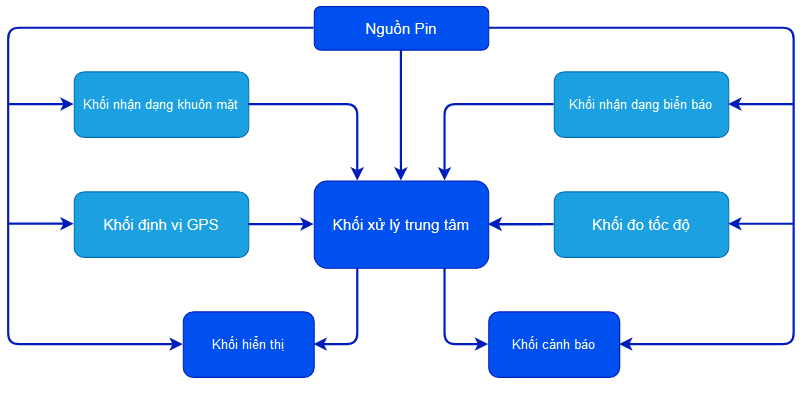 Nguồn Pin
Khối nhận dạng khuôn mặt
Khối nhận dạng biển báo
Khối định vị GPS
Khối xử lý trung tâm
Khối đo tốc độ
Khối hiển thị
Khối cảnh báo